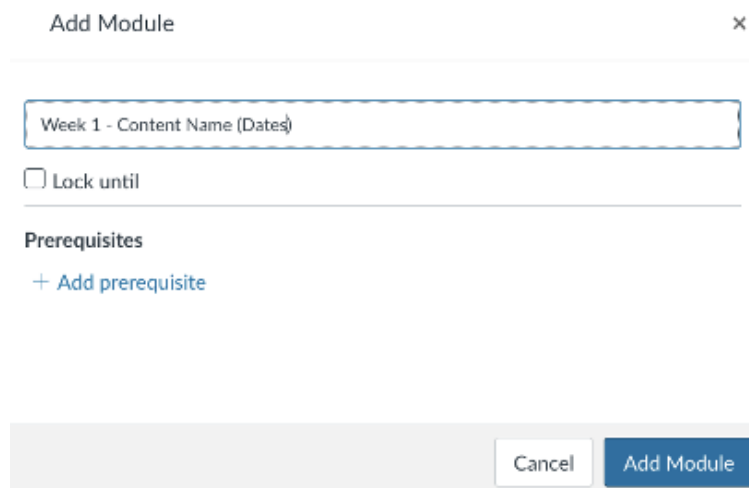 Add Module ×
Week 1 - Content Name (Dates)
Lock until
Prerequisites
+ Add prerequisite
Cancel Add Module